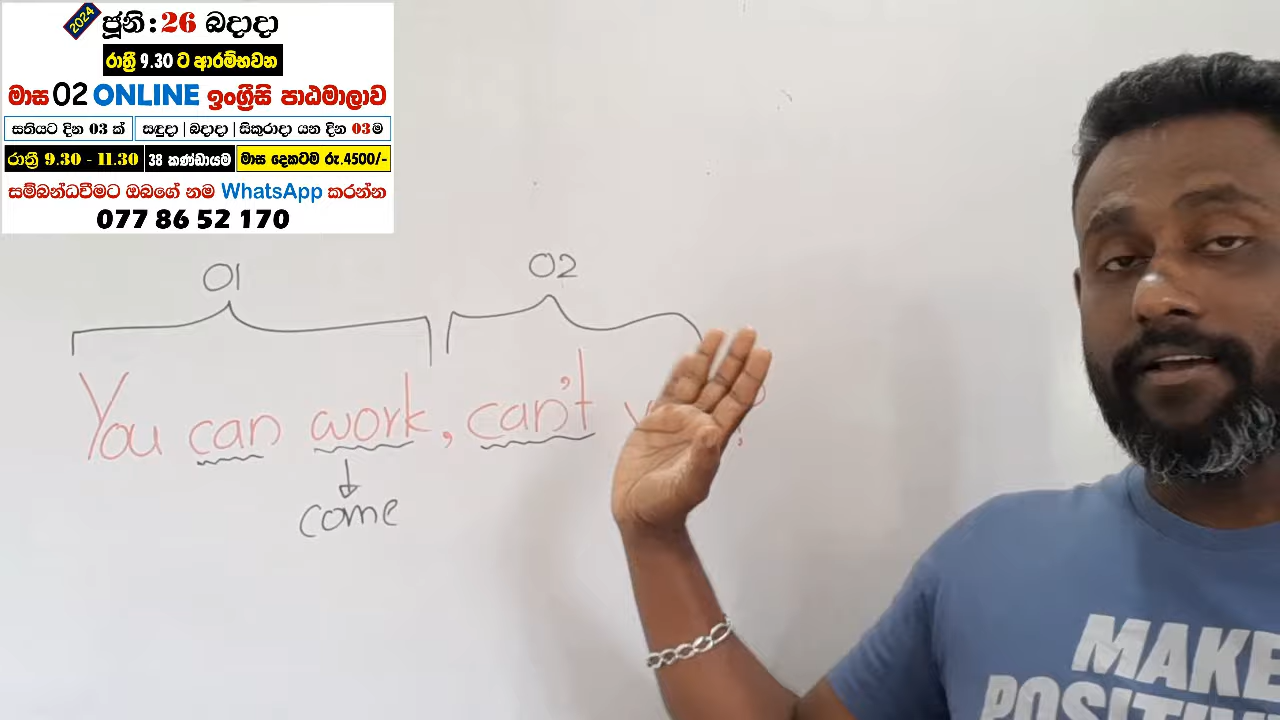 2024
ජූනි : 26 බදාදා
රාත්‍රී 9.30 ට ආරම්භවන
මාස 02 ONLINE ඉංග්‍රීසි පාඨමාලාව
සතියට දින 03 ක් සඳුදා | බදාදා | සිකුරාදා යන දින 03 ම
රාත්‍රී 9.30 - 11.30 38 කණ්ඩායම මාස දෙකටම රු.4500/-
සම්බන්ධවීමට ඔබගේ නම WhatsApp කරන්න
077 86 52 170
01 02
You can work, can't
come
MAKE
POSITIV